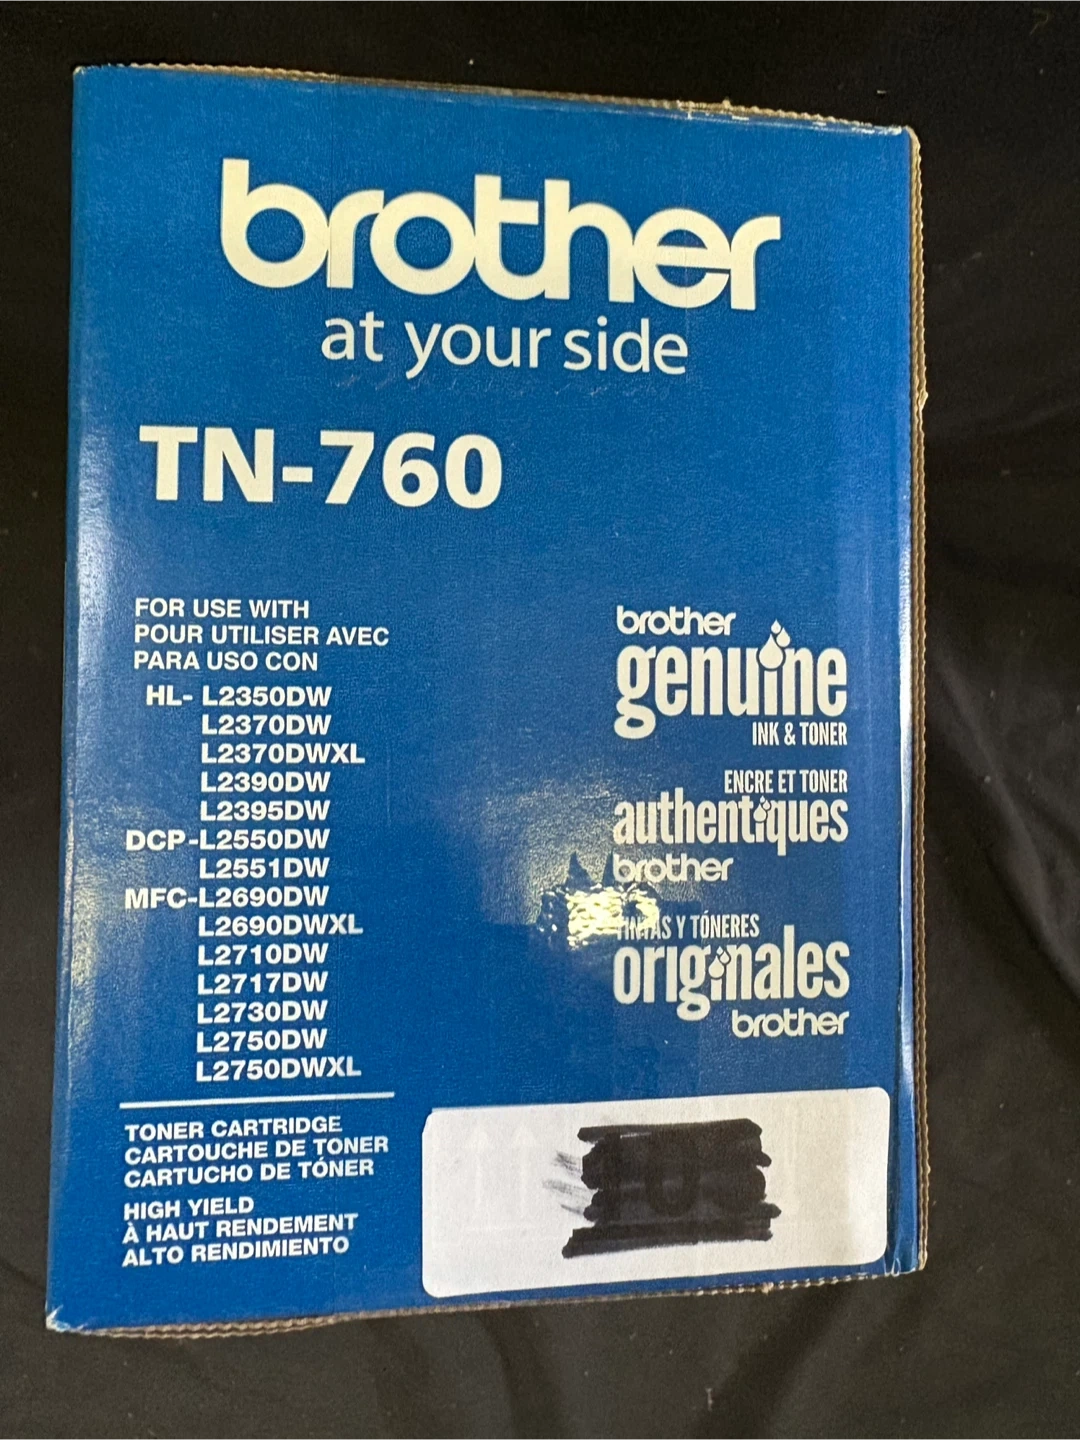 brother
at your side
TN-760
FOR USE WITH
POUR UTILISER AVEC
PARA USO CON
HL- L2350DW
L2370DW
L2370DWXL
L2390DW
L2395DW
DCP-L2550DW
L2551DW
MFC-L2690DW
L2690DWXL
L2710DW
L2717DW
L2730DW
L2750DW
L2750DWXL
TONER CARTRIDGE
CARTOUCHE DE TONER
CARTUCHO DE TÓNER
HIGH YIELD
À HAUT RENDEMENT
ALTO RENDIMIENTO
brother
genuine
INK & TONER
ENCRE ET TONER
authentiques
brother
TINTAS Y TÓNERES
originales
brother